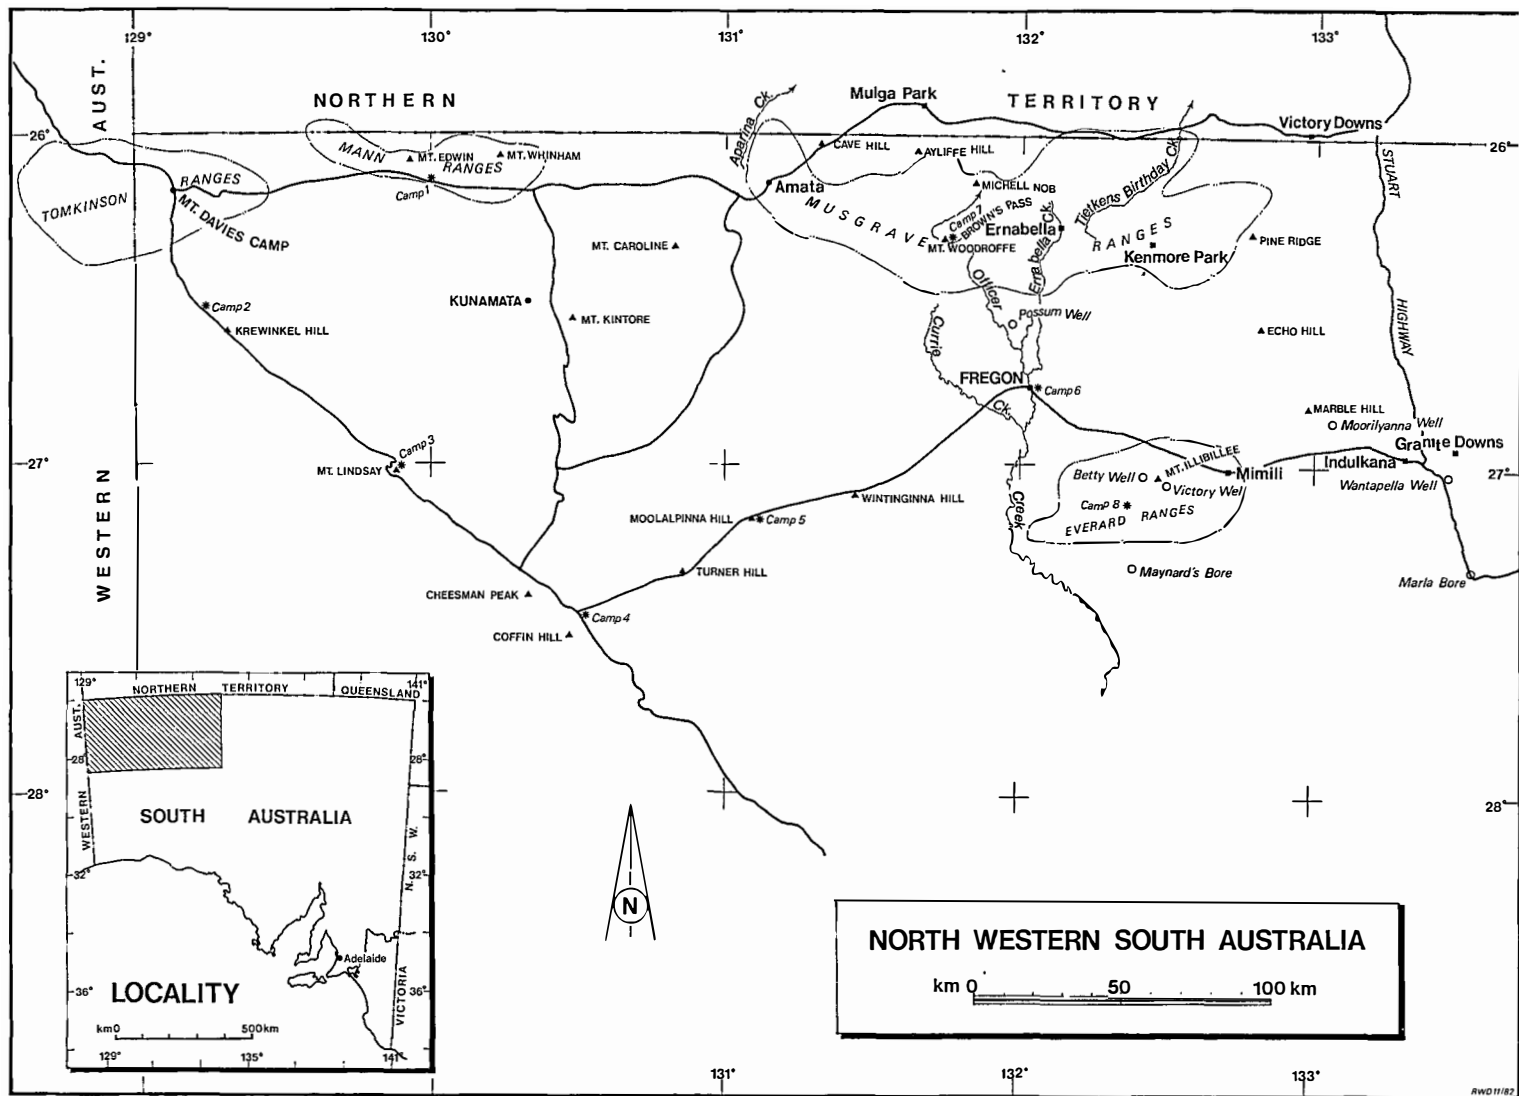 129°
130°
131°
132°
133°
AUST.
NORTHERN
TERRITORY
Mulga Park
Aparina Ck.
Victory Downs
26°
26°
CAVE HILL
AYLIFFE HILL
MANN
RANGES
MT. EDWIN
MT. WHINHAM
Camp 1
Amata
MICHELL NOB
Tietkens Birthday Ck.
STUART
HIGHWAY
TOMKINSON
RANGES
MT. DAVIES CAMP
MUSGRAVE
RANGES
Camp 7
BROWN'S PASS
MT. WOODROFFE
Ernabella
Ernabella Ck.
Kenmore Park
PINE RIDGE
MT. CAROLINE
KUNAMATA
MT. KINTORE
Officer
Creek
Possum Well
Currie
Ck.
ECHO HILL
Camp 2
KREWINKEL HILL
FREGON
Camp 6
MARBLE HILL
Moorilyanna Well
Granite Downs
27°
27°
Camp 3
MT. LINDSAY
Indulkana
Wantapella Well
MT. ILLIBILLEE
Mimili
Betty Well
Victory Wel
Camp 8
EVERARD RANGES
WINTINGINNA HILL
MOOLALPINNA HILL
Camp 5
TURNER HILL
Maynard's Bore
Marla Bore
WESTERN
CHEESMAN PEAK
Camp 4
COFFIN HILL
28°
28°
129°
141°
NORTHERN TERRITORY
QUEENSLAND
AUST.
WESTERN
28°
28°
SOUTH AUSTRALIA
N. S. W.
32°
32°
Adelaide
VICTORIA
36°
36°
LOCALITY
km 0 500km
129°
135°
141°
N
NORTH WESTERN SOUTH AUSTRALIA
km 0 50 100 km
131°
132°
133°
RWD 11/82